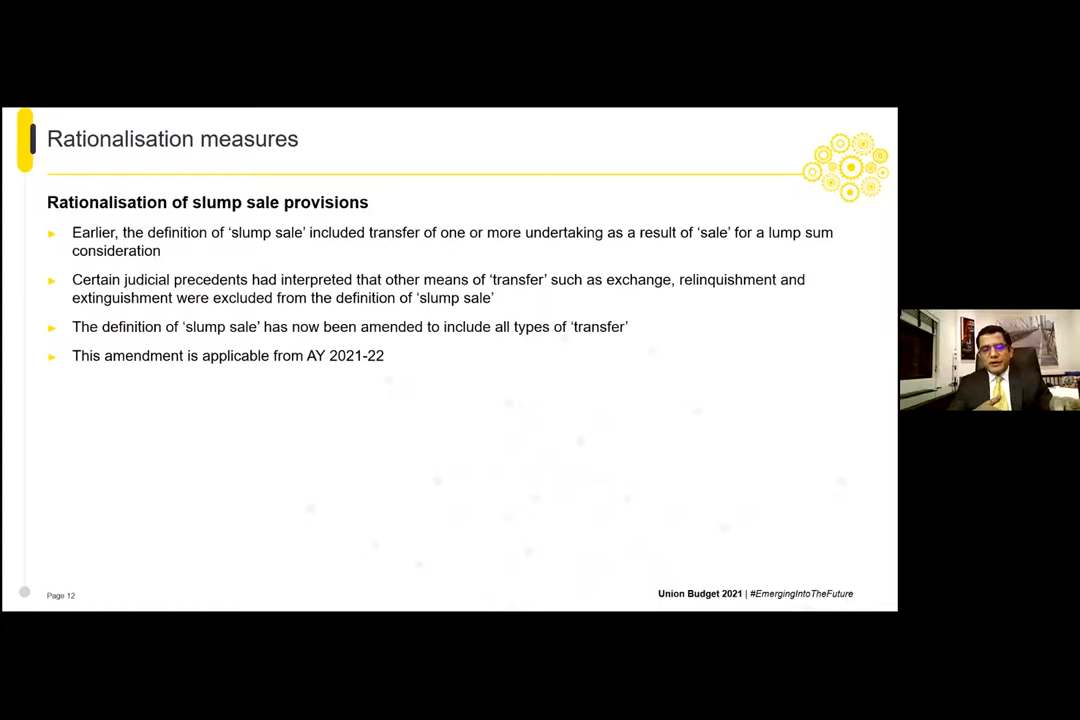 Rationalisation measures
Rationalisation of slump sale provisions
Earlier, the definition of ‘slump sale’ included transfer of one or more undertaking as a result of ‘sale’ for a lump sum
consideration
Certain judicial precedents had interpreted that other means of ‘transfer’ such as exchange, relinquishment and
extinguishment were excluded from the definition of ‘slump sale’
The definition of ‘slump sale’ has now been amended to include all types of ‘transfer’
This amendment is applicable from AY 2021-22
Page 12
Union Budget 2021 | #EmergingIntoTheFuture